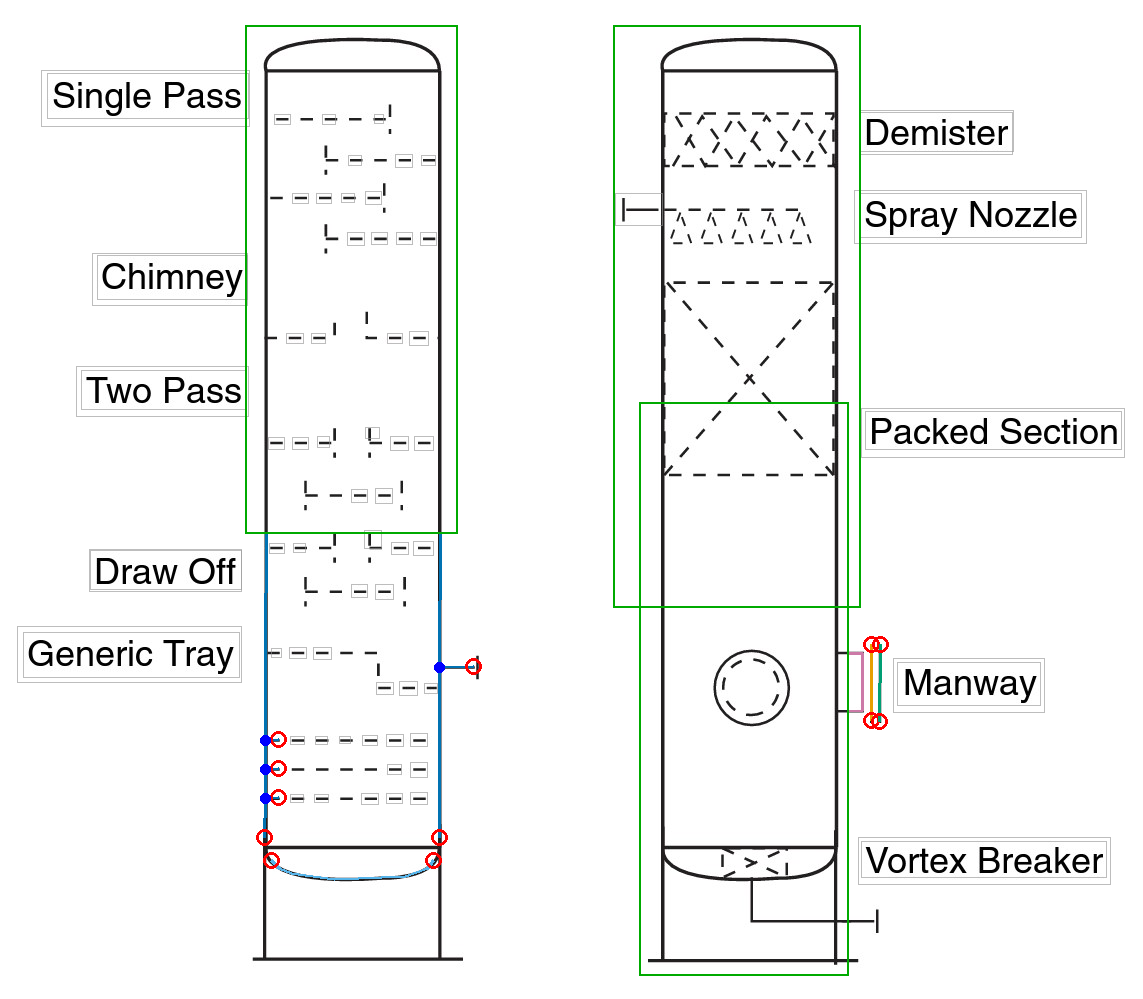 Single Pass
Chimney
Two Pass
Draw Off
Generic Tray
Demister
Spray Nozzle
Packed Section
Manway
Vortex Breaker